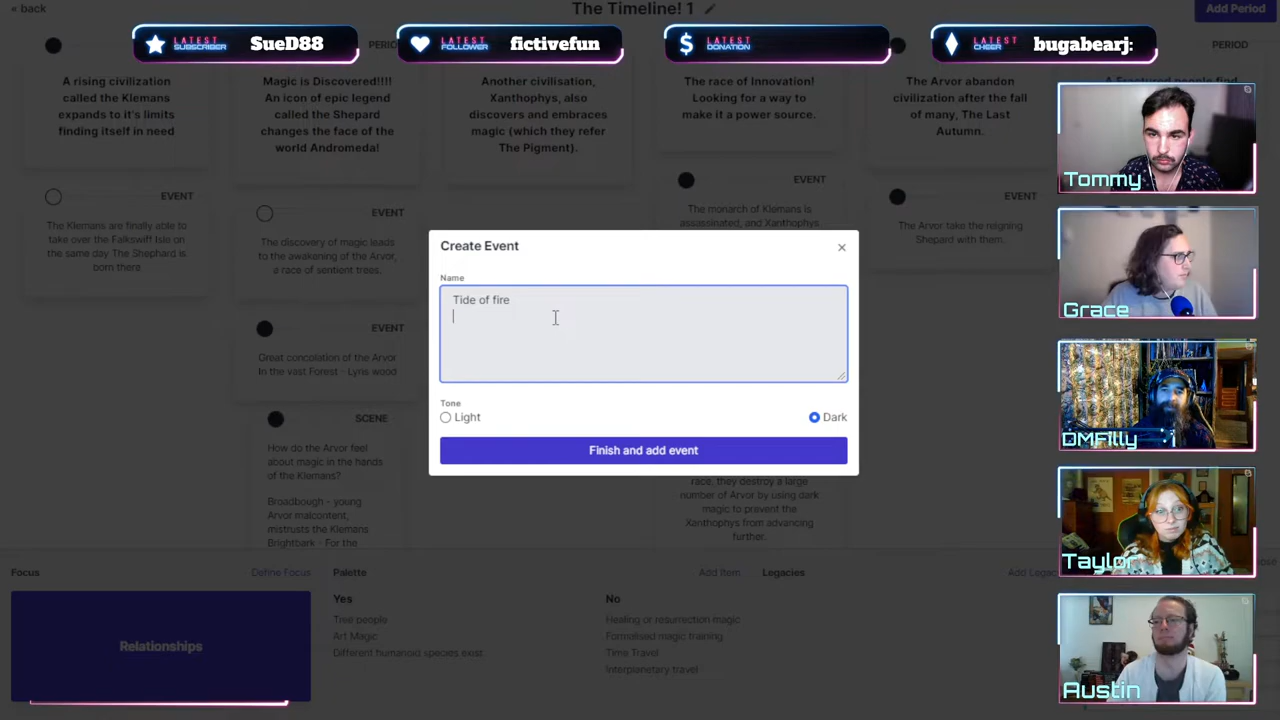 « back
The Timeline! 1
Add Period
LATEST
SUBSCRIBER
SueD88
LATEST
FOLLOWER
fictivefun
LATEST
DONATION
LATEST
CHEER
bugabearj:
PERIOD
A rising civilization
called the Klemans
expands to it's limits
finding itself in need
EVENT
The Klemans are finally able to
take over the Falkswiff Isle on
the same day The Shephard is
born there.
Magic is Discovered!!!!
An icon of epic legend
called the Shepard
changes the face of the
world Andromeda!
EVENT
The discovery of magic leads
to the awakening of the Arvor,
a race of sentient trees.
EVENT
Great concolation of the Arvor
In the vast Forest - Lyris wood
SCENE
How do the Arvor feel
about magic in the hands
of the Klemans?
Broadbough - young
Arvor malcontent,
mistrusts the Klemans
Brightbark - For the
Another civilisation,
Xanthophys, also
discovers and embraces
magic (which they refer
The Pigment).
The race of Innovation!
Looking for a way to
make it a power source.
EVENT
The monarch of Klemans is
assassinated, and Xanthophys
race, they destroy a large
number of Arvor by using dark
magic to prevent the
Xanthophys from advancing
further.
The Arvor abandon
civilization after the fall
of many, The Last
Autumn.
EVENT
The Arvor take the reigning
Shepard with them.
PERIOD
A Fractured people find
Create Event
×
Name
Tide of fire
Tone
Light
Dark
Finish and add event
Focus
Define Focus
Relationships
Palette
Add Item
Yes
Tree people
Art Magic
Different humanoid species exist
No
Healing or resurrection magic
Formalised magic training
Time Travel
Interplanetary travel
Legacies
Add Legac
Tommy
Grace
DMFilly
Taylor
Austin